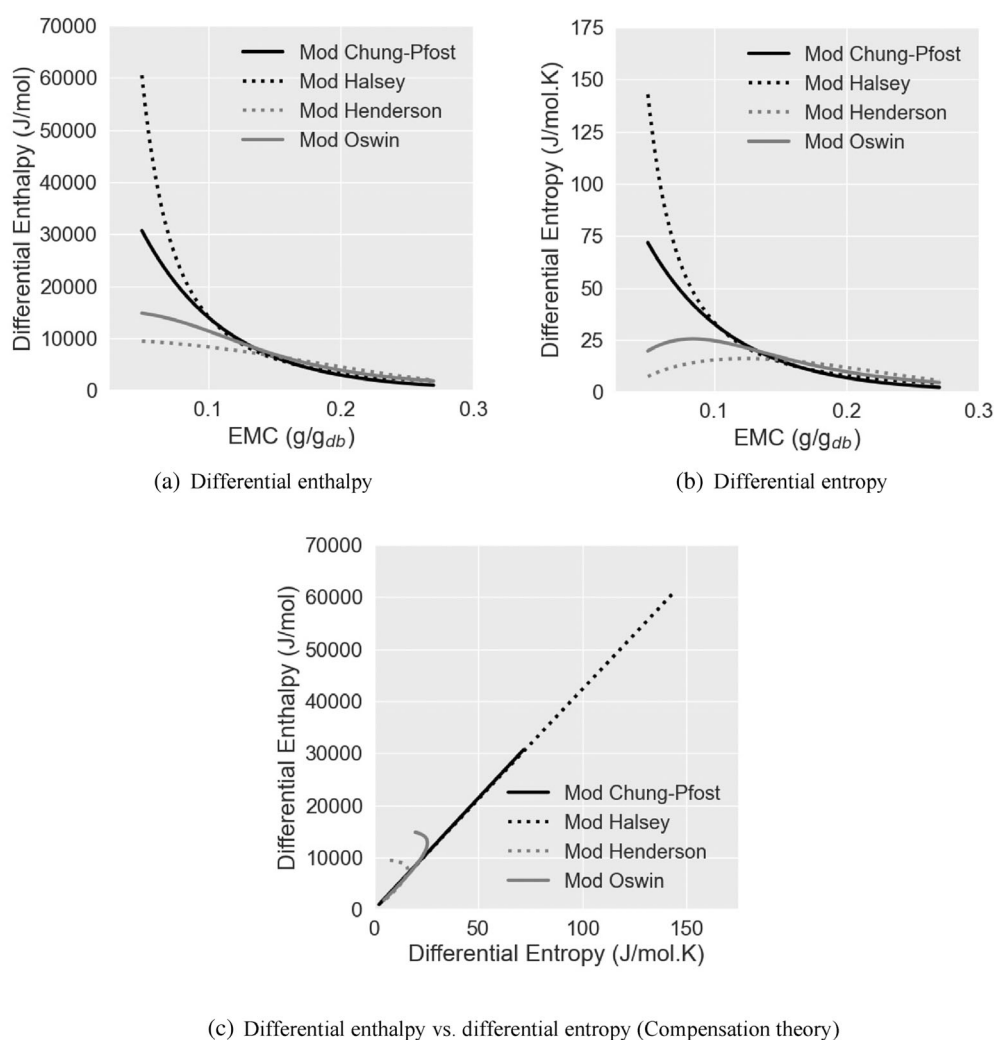 70000
60000
50000
40000
30000
20000
10000
0
Differential Enthalpy (J/mol)
Mod Chung-Pfost
Mod Halsey
Mod Henderson
Mod Oswin
0.1
0.2
0.3
EMC (g/g_db)
(a) Differential enthalpy
175
150
125
100
75
50
25
0
Differential Entropy (J/mol.K)
Mod Chung-Pfost
Mod Halsey
Mod Henderson
Mod Oswin
0.1
0.2
0.3
EMC (g/g_db)
(b) Differential entropy
70000
60000
50000
40000
30000
20000
10000
0
Differential Enthalpy (J/mol)
Mod Chung-Pfost
Mod Halsey
Mod Henderson
Mod Oswin
0
50
100
150
Differential Entropy (J/mol.K)
(c) Differential enthalpy vs. differential entropy (Compensation theory)